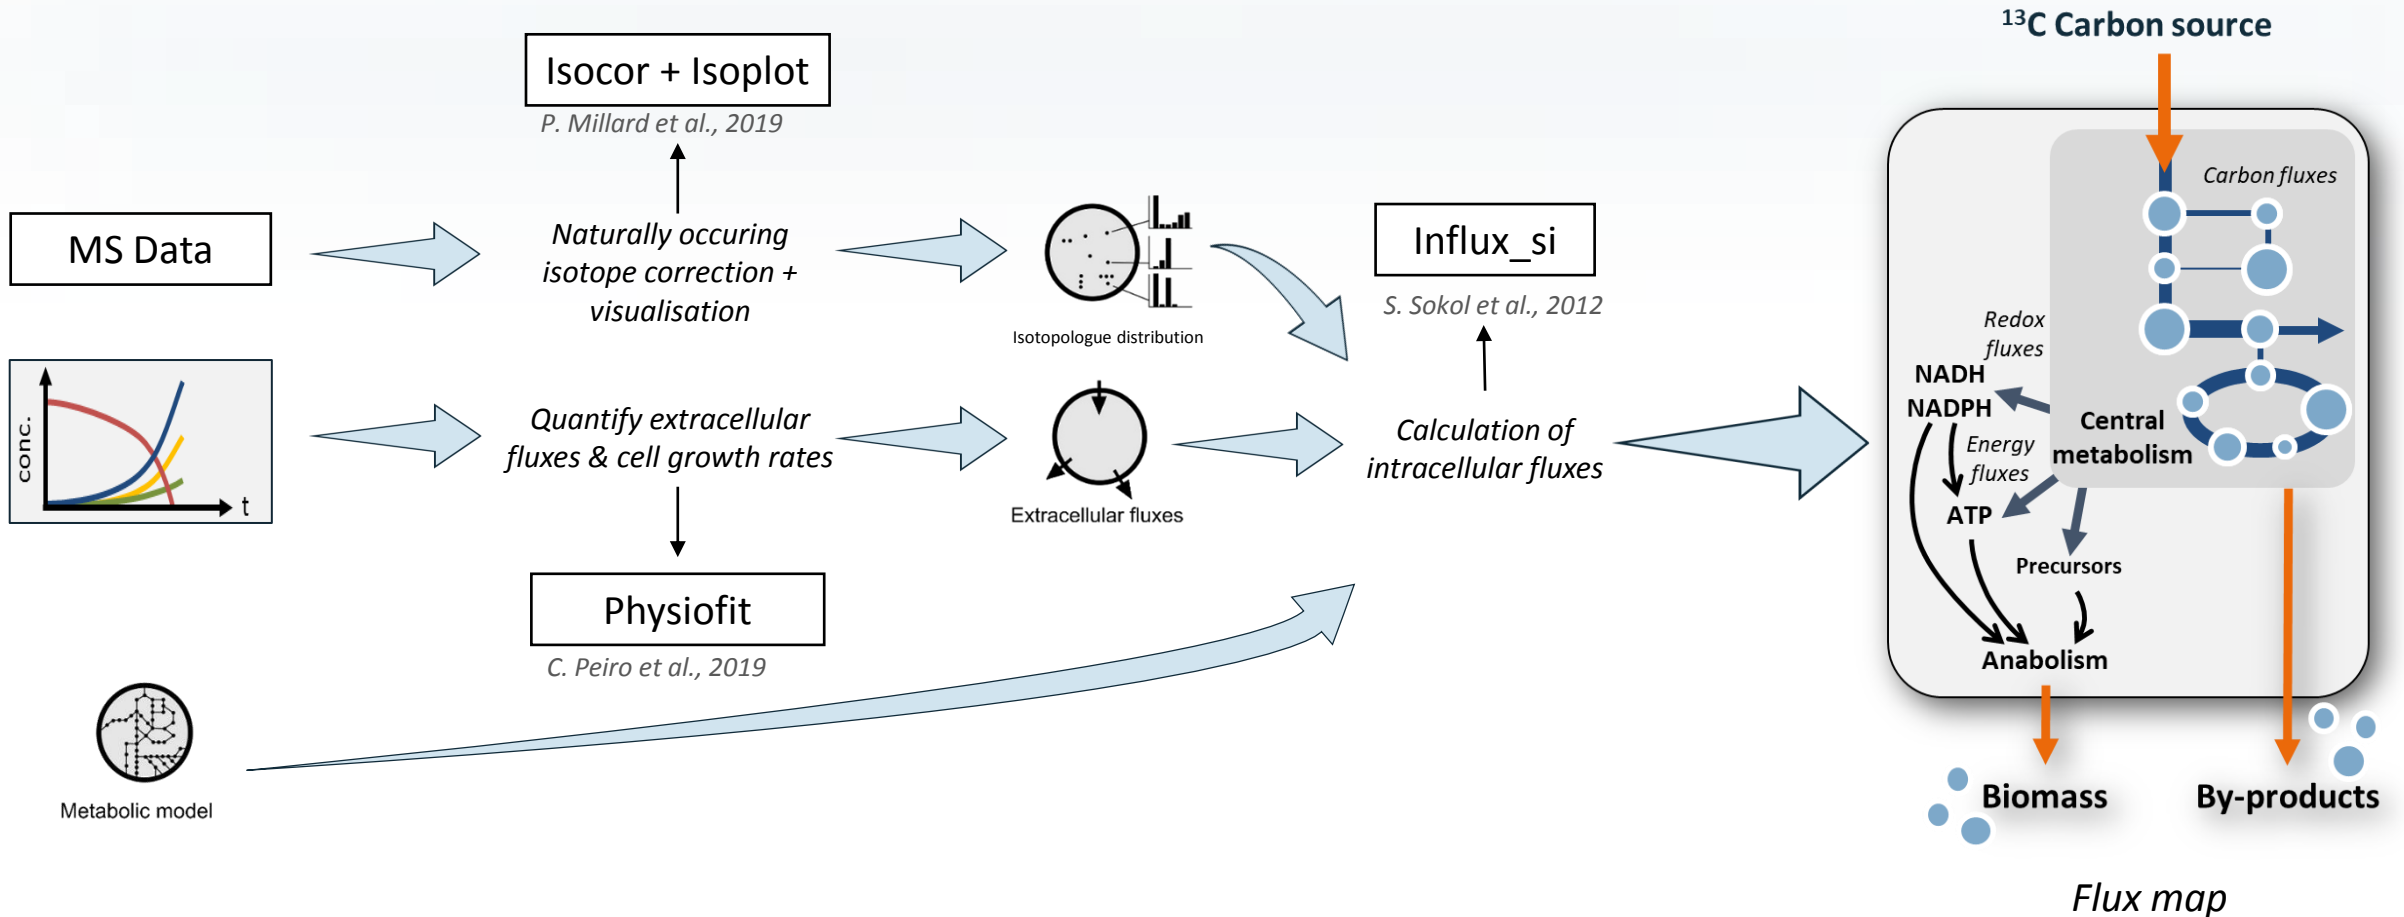 Isocor + Isoplot
P. Millard et al., 2019
MS Data
Naturally occuring
isotope correction +
visualisation
Isotopologue distribution
Influx_si
S. Sokol et al., 2012
conc.
t
Quantify extracellular
fluxes & cell growth rates
Extracellular fluxes
Calculation of
intracellular fluxes
Physiofit
C. Peiro et al., 2019
Metabolic model
¹³C Carbon source
Carbon fluxes
Redox
fluxes
NADH
NADPH
Central
metabolism
Energy
fluxes
ATP
Precursors
Anabolism
Biomass
By-products
Flux map